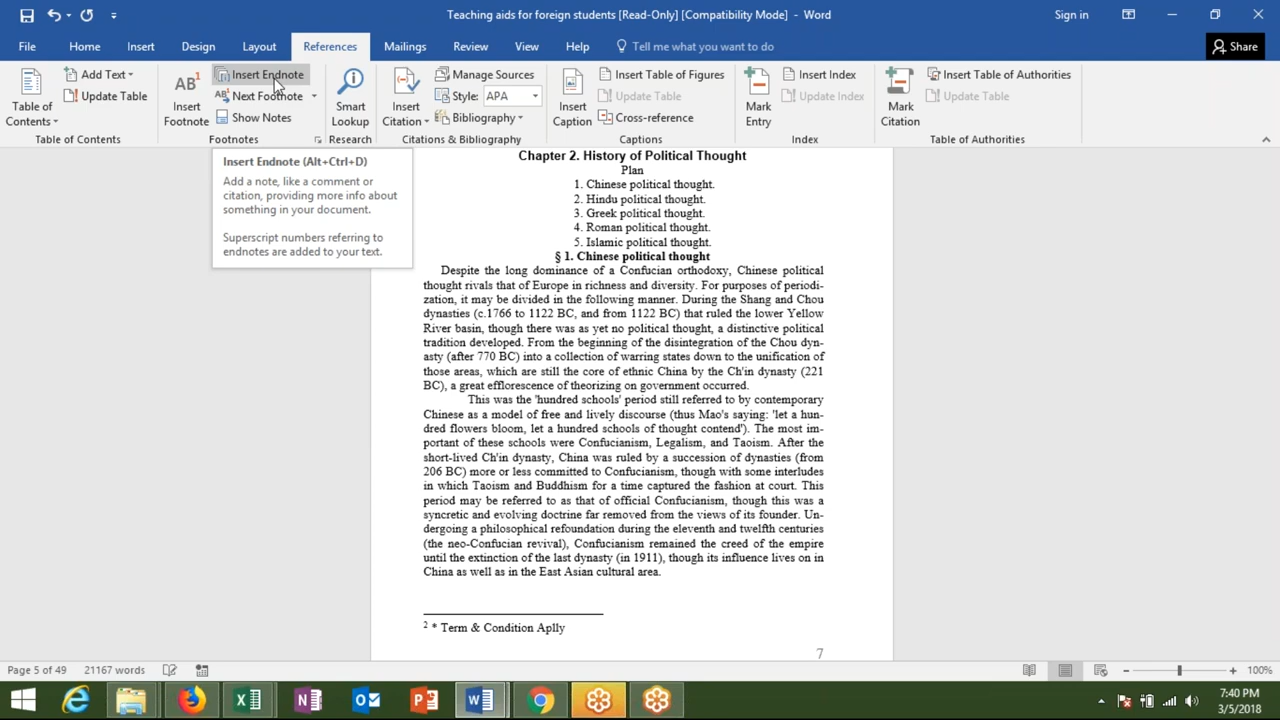 Teaching aids for foreign students [Read-Only] [Compatibility Mode] - Word
Sign in
File Home Insert Design Layout References Mailings Review View Help Tell me what you want to do Share
Table of Contents
Add Text
Update Table
Table of Contents
AB1 Insert Footnote
Insert Endnote
AB1 Next Footnote
Show Notes
Footnotes
Smart Lookup
Research
Insert Citation
Manage Sources
Style: APA
Bibliography
Citations & Bibliography
Insert Caption
Insert Table of Figures
Update Table
Cross-reference
Captions
Mark Entry
Insert Index
Update Index
Index
Mark Citation
Insert Table of Authorities
Update Table
Table of Authorities
Insert Endnote (Alt+Ctrl+D)
Add a note, like a comment or
citation, providing more info about
something in your document.
Superscript numbers referring to
endnotes are added to your text.
Chapter 2. History of Political Thought
Plan
1. Chinese political thought.
2. Hindu political thought.
3. Greek political thought.
4. Roman political thought.
5. Islamic political thought.
§ 1. Chinese political thought
Despite the long dominance of a Confucian orthodoxy, Chinese political
thought rivals that of Europe in richness and diversity. For purposes of periodi-
zation, it may be divided in the following manner. During the Shang and Chou
dynasties (c.1766 to 1122 BC, and from 1122 BC) that ruled the lower Yellow
River basin, though there was as yet no political thought, a distinctive political
tradition developed. From the beginning of the disintegration of the Chou dyn-
asty (after 770 BC) into a collection of warring states down to the unification of
those areas, which are still the core of ethnic China by the Ch'in dynasty (221
BC), a great efflorescence of theorizing on government occurred.
This was the 'hundred schools' period still referred to by contemporary
Chinese as a model of free and lively discourse (thus Mao's saying: 'let a hun-
dred flowers bloom, let a hundred schools of thought contend'). The most im-
portant of these schools were Confucianism, Legalism, and Taoism. After the
short-lived Ch'in dynasty, China was ruled by a succession of dynasties (from
206 BC) more or less committed to Confucianism, though with some interludes
in which Taoism and Buddhism for a time captured the fashion at court. This
period may be referred to as that of official Confucianism, though this was a
syncretic and evolving doctrine far removed from the views of its founder. Un-
dergoing a philosophical refoundation during the eleventh and twelfth centuries
(the neo-Confucian revival), Confucianism remained the creed of the empire
until the extinction of the last dynasty (in 1911), though its influence lives on in
China as well as in the East Asian cultural area.
2 * Term & Condition Aplly
7
Page 5 of 49 21167 words
100%
7:40 PM
3/5/2018